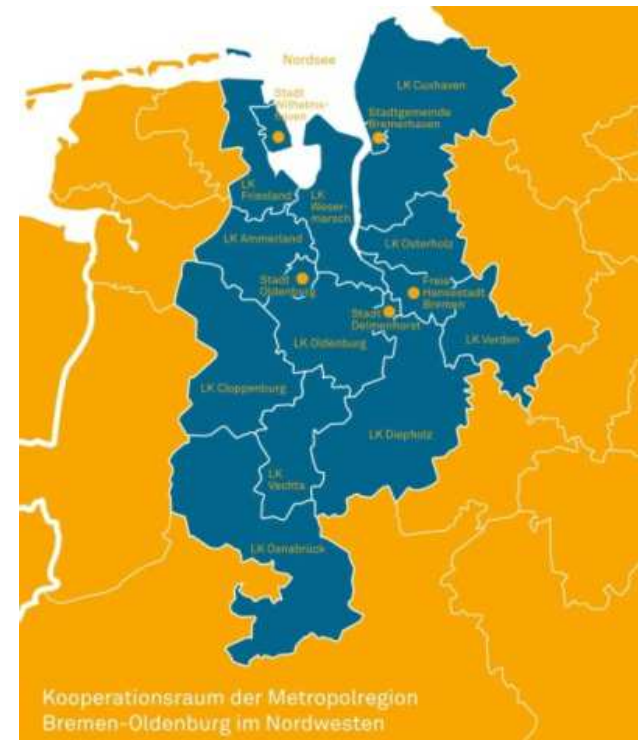 Nordsee
LK Cuxhaven
Stadt
Wilhelms-
haven
Stadtgemeinde
Bremerhaven
LK
Friesland
LK
Weser-
marsch
LK Ammerland
LK Osterholz
Stadt
Oldenburg
Freie
Hansestadt
Bremen
Stadt
Delmenhorst
LK Oldenburg
LK Verden
LK Cloppenburg
LK Diepholz
LK
Vechta
LK Osnabrück
Kooperationsraum der Metropolregion
Bremen-Oldenburg im Nordwesten